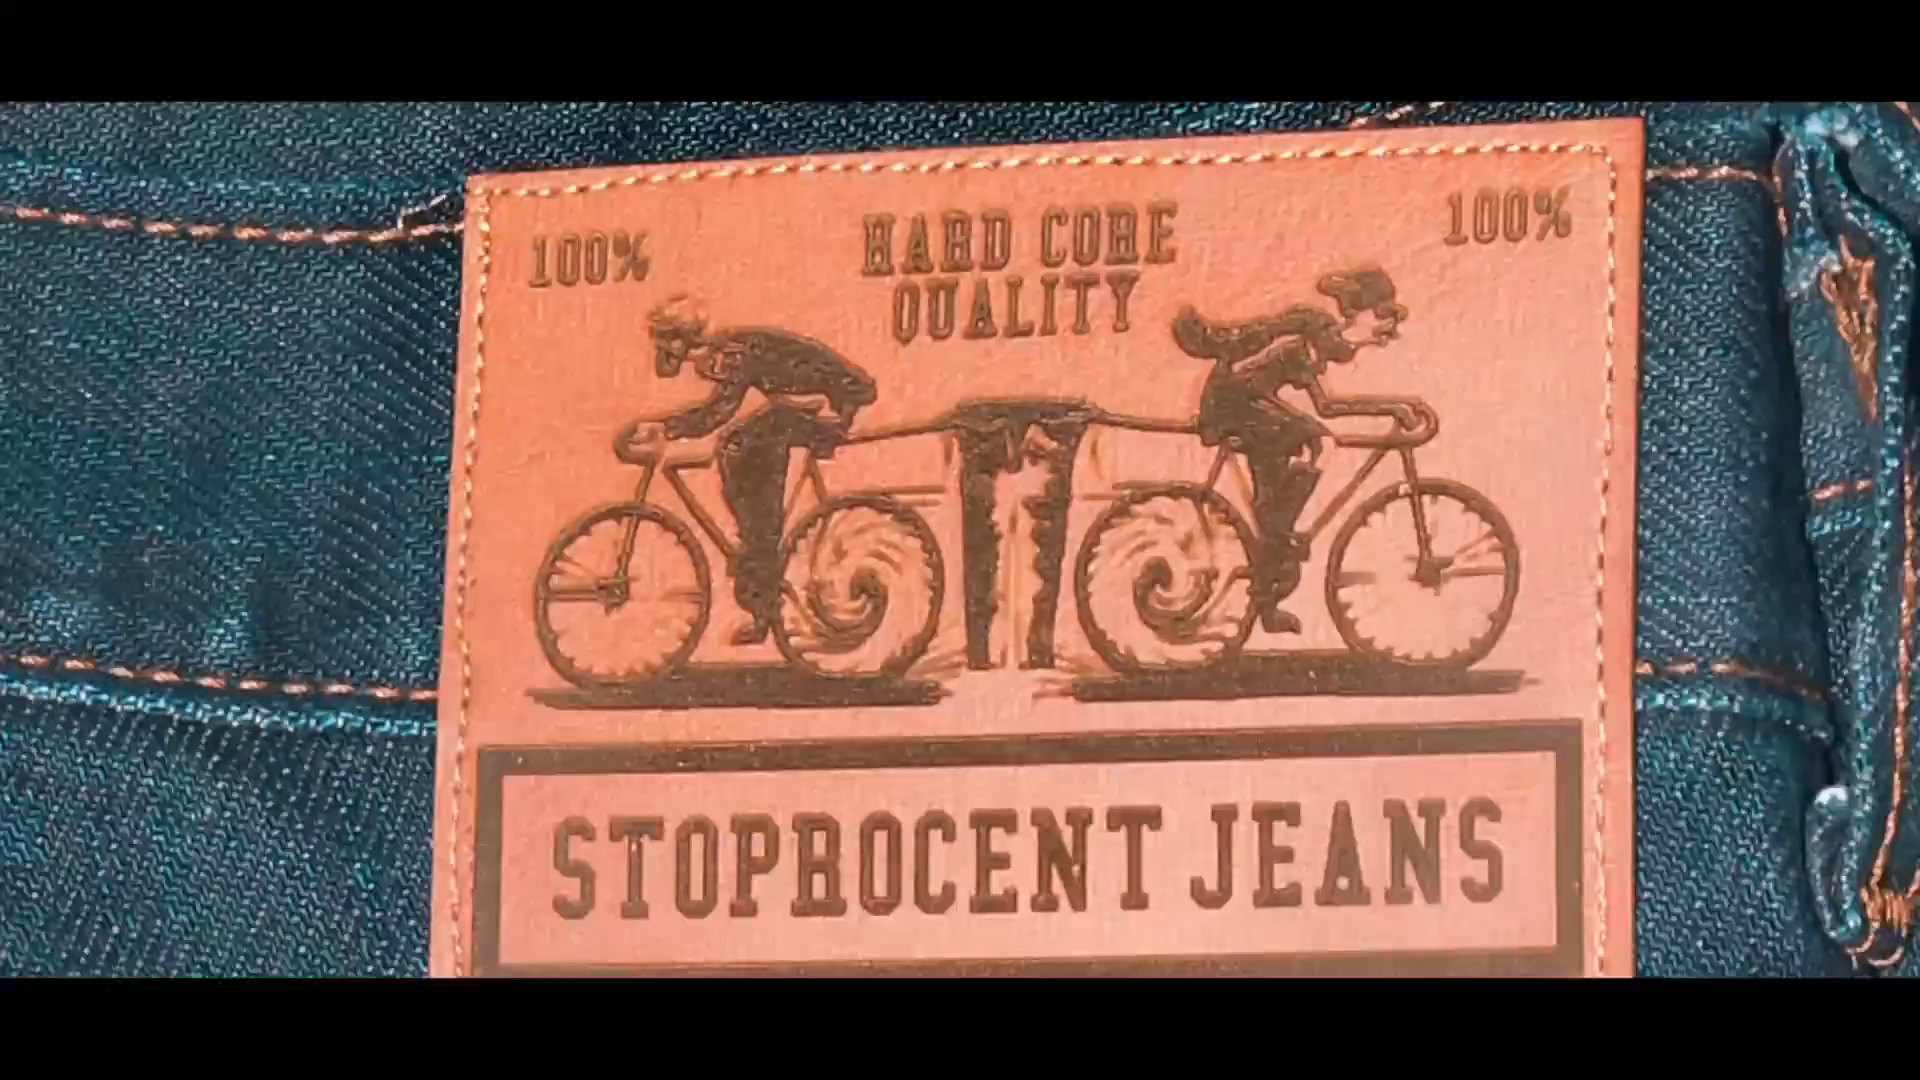 100%
HARD CORE
QUALITY
100%
STOPROCENT JEANS